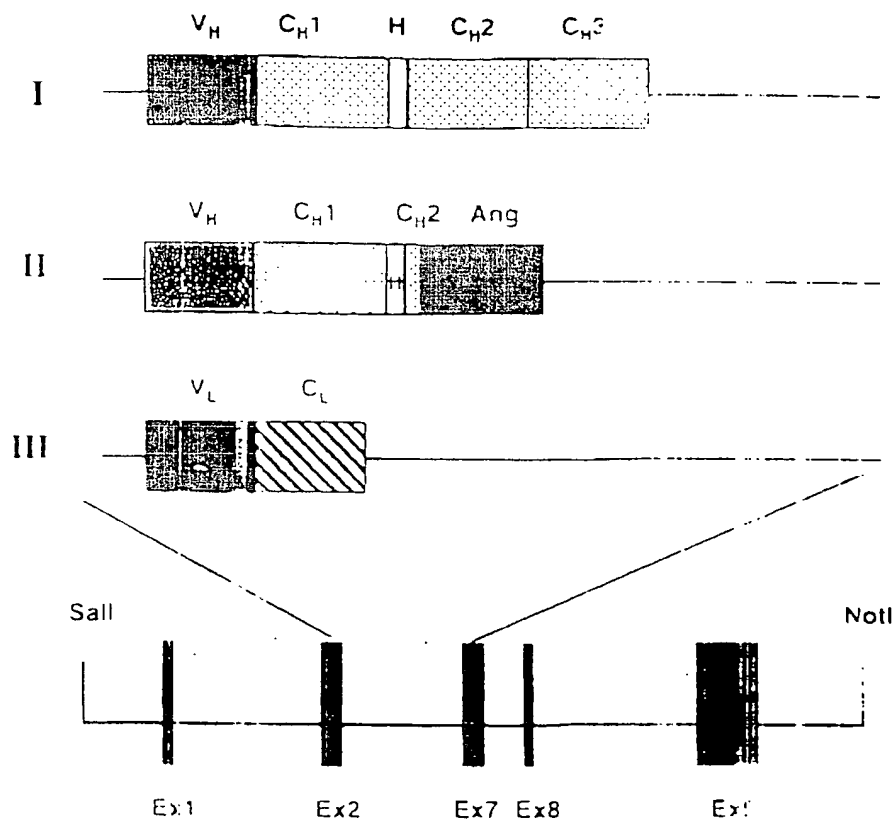 V_H C_H1 H C_H2 C_H3
I
V_H C_H1 C_H2 Ang
II
V_L C_L
III
SalI NotI
Ex1 Ex2 Ex7 Ex8